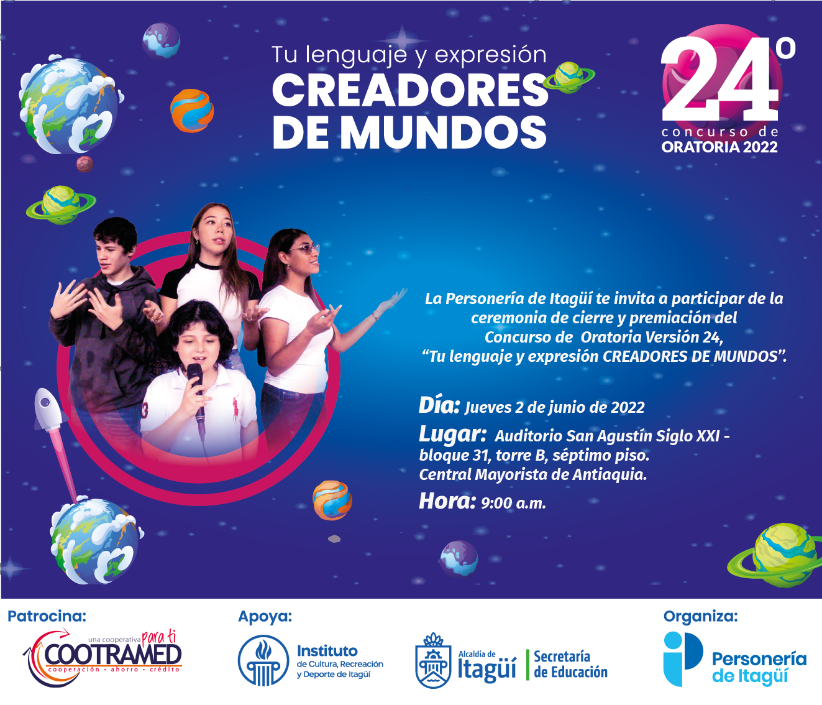 Tu lenguaje y expresión
CREADORES
DE MUNDOS
24º
concurso de
ORATORIA 2022
La Personería de Itagüí te invita a participar de la
ceremonia de cierre y premiación del
Concurso de Oratoria Versión 24,
“Tu lenguaje y expresión CREADORES DE MUNDOS”.
Día: Jueves 2 de junio de 2022
Lugar: Auditorio San Agustín Siglo XXI -
bloque 31, torre B, séptimo piso.
Central Mayorista de Antiaquia.
Hora: 9:00 a.m.
3
Patrocina:
una cooperativa para ti
COOTRAMED
cooperación - ahorro - crédito
Apoya:
Instituto
de Cultura, Recreación
y Deporte de Itagüí
Alcaldía de
Itagüí
Secretaría
de Educación
Organiza:
Personería
de Itagüí